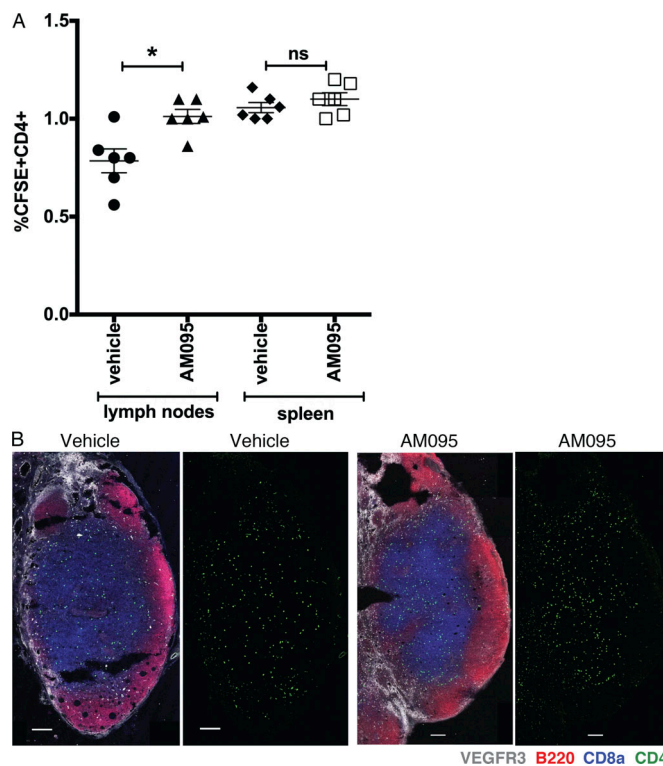 A
1.5
* ns
1.0
%CFSE+CD4+
0.5
0.0
vehicle AM095 vehicle AM095
lymph nodes spleen
B
Vehicle Vehicle AM095 AM095
VEGFR3 B220 CD8a CD4